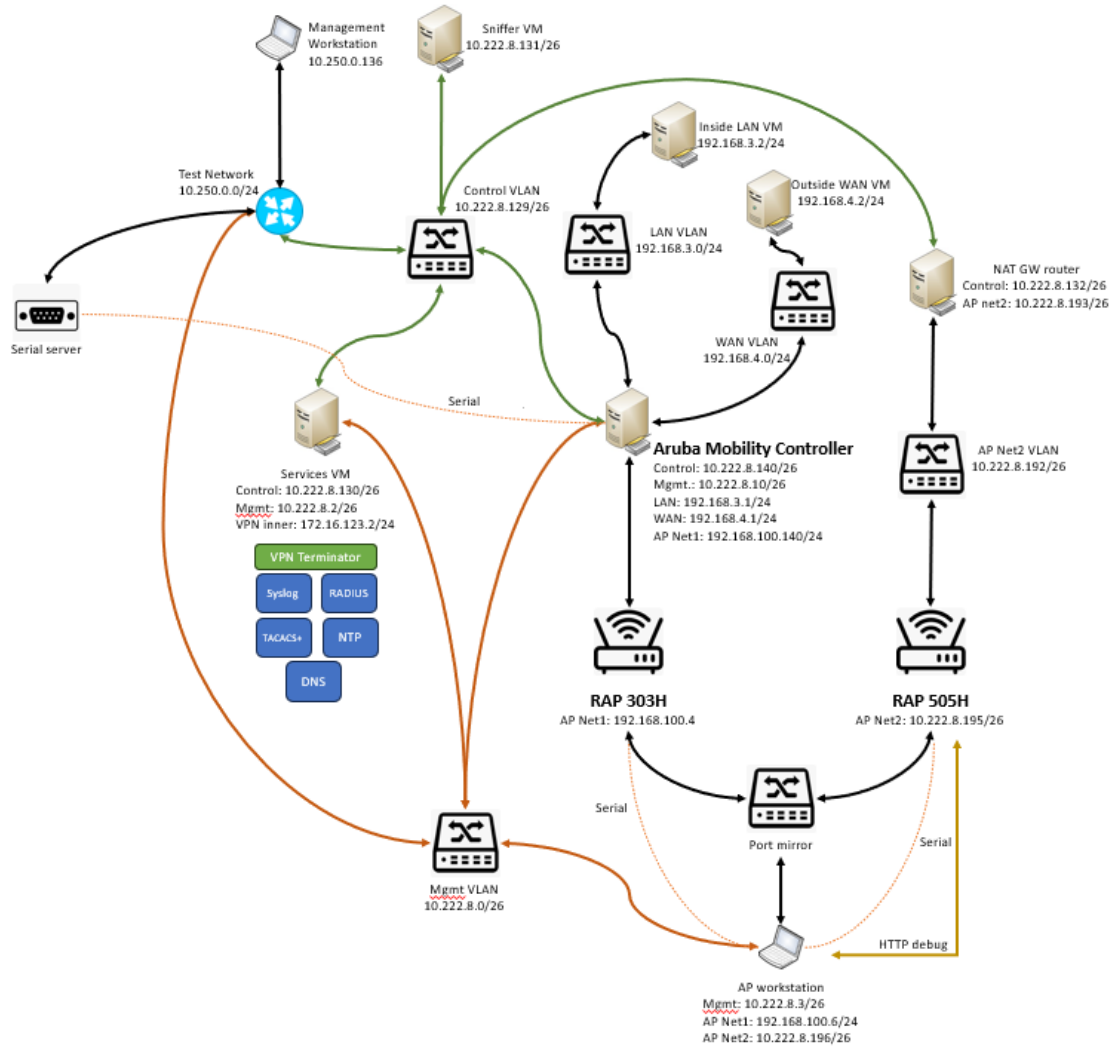 Management
Workstation
10.250.0.136
Sniffer VM
10.222.8.131/26
Inside LAN VM
192.168.3.2/24
Test Network
10.250.0.0/24
Control VLAN
10.222.8.129/26
Outside WAN VM
192.168.4.2/24
LAN VLAN
192.168.3.0/24
NAT GW router
Control: 10.222.8.132/26
AP net2: 10.222.8.193/26
Serial server
WAN VLAN
192.168.4.0/24
Serial
Aruba Mobility Controller
Control: 10.222.8.140/26
Mgmt.: 10.222.8.10/26
LAN: 192.168.3.1/24
WAN: 192.168.4.1/24
AP Net1: 192.168.100.140/24
AP Net2 VLAN
10.222.8.192/26
Services VM
Control: 10.222.8.130/26
Mgmt: 10.222.8.2/26
VPN inner: 172.16.123.2/24
VPN Terminator
Syslog
RADIUS
TACACS+
NTP
DNS
RAP 303H
AP Net1: 192.168.100.4
RAP 505H
AP Net2: 10.222.8.195/26
Serial
Port mirror
Serial
Mgmt VLAN
10.222.8.0/26
HTTP debug
AP workstation
Mgmt: 10.222.8.3/26
AP Net1: 192.168.100.6/24
AP Net2: 10.222.8.196/26